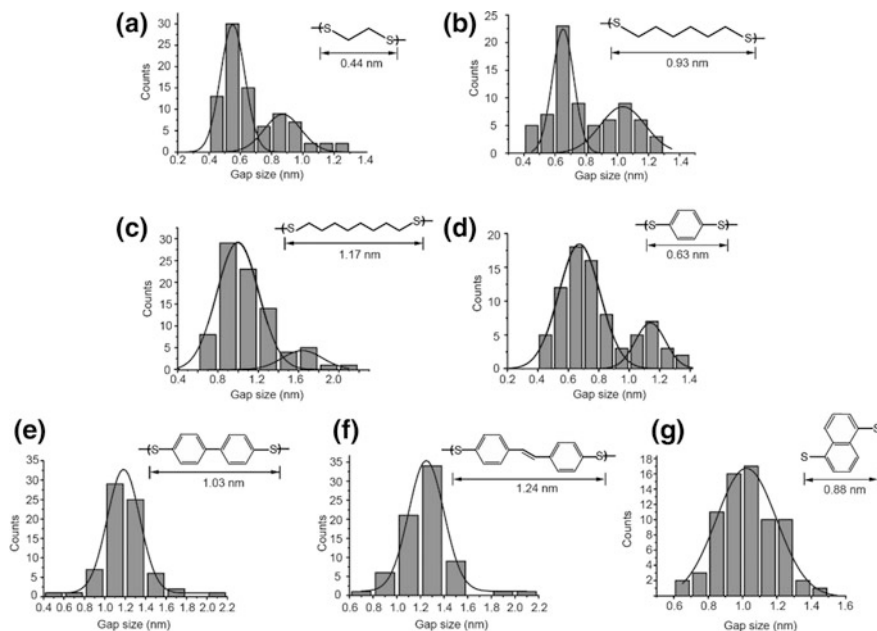 (a)
S
S
0.44 nm
Counts
30
25
20
15
10
5
0
0.2 0.4 0.6 0.8 1.0 1.2 1.4
Gap size (nm)
(b)
S
S
0.93 nm
Counts
25
20
15
10
5
0
0.4 0.6 0.8 1.0 1.2 1.4
Gap size (nm)
(c)
S
S
1.17 nm
Counts
30
25
20
15
10
5
0
0.4 0.8 1.2 1.6 2.0
Gap size (nm)
(d)
S
S
0.63 nm
Counts
20
15
10
5
0
0.2 0.4 0.6 0.8 1.0 1.2 1.4
Gap size (nm)
(e)
S
S
1.03 nm
Counts
35
30
25
20
15
10
5
0
0.4 0.6 0.8 1.0 1.2 1.4 1.6 1.8 2.0 2.2
Gap size (nm)
(f)
S
S
1.24 nm
Counts
35
30
25
20
15
10
5
0
0.6 0.8 1.0 1.2 1.4 1.6 1.8 2.0 2.2
Gap size (nm)
(g)
S
S
0.88 nm
Counts
18
16
14
12
10
8
6
4
2
0.6 0.8 1.0 1.2 1.4 1.6
Gap size (nm)